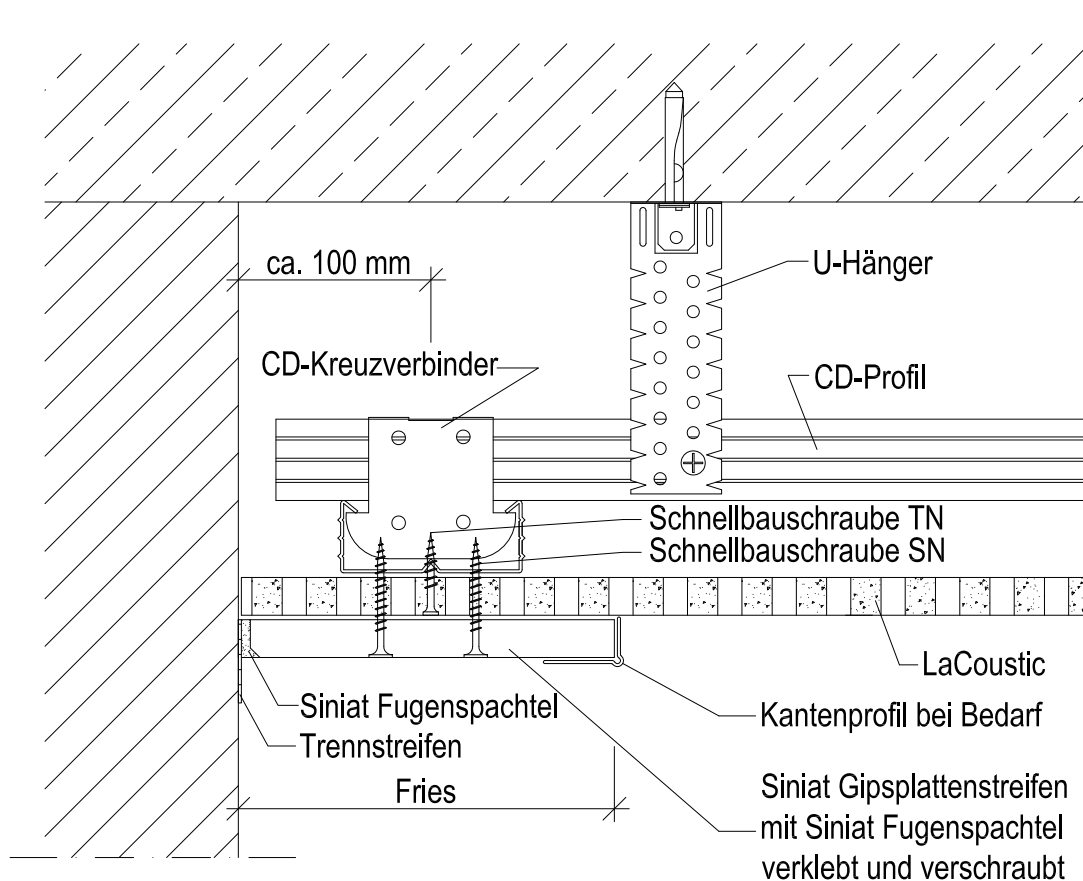 ca. 100 mm
U-Hänger
CD-Kreuzverbinder
CD-Profil
Schnellbauschraube TN
Schnellbauschraube SN
LaCoustic
Siniat Fugenspachtel
Kantenprofil bei Bedarf
Trennstreifen
Fries
Siniat Gipsplattenstreifen
mit Siniat Fugenspachtel
verklebt und verschraubt